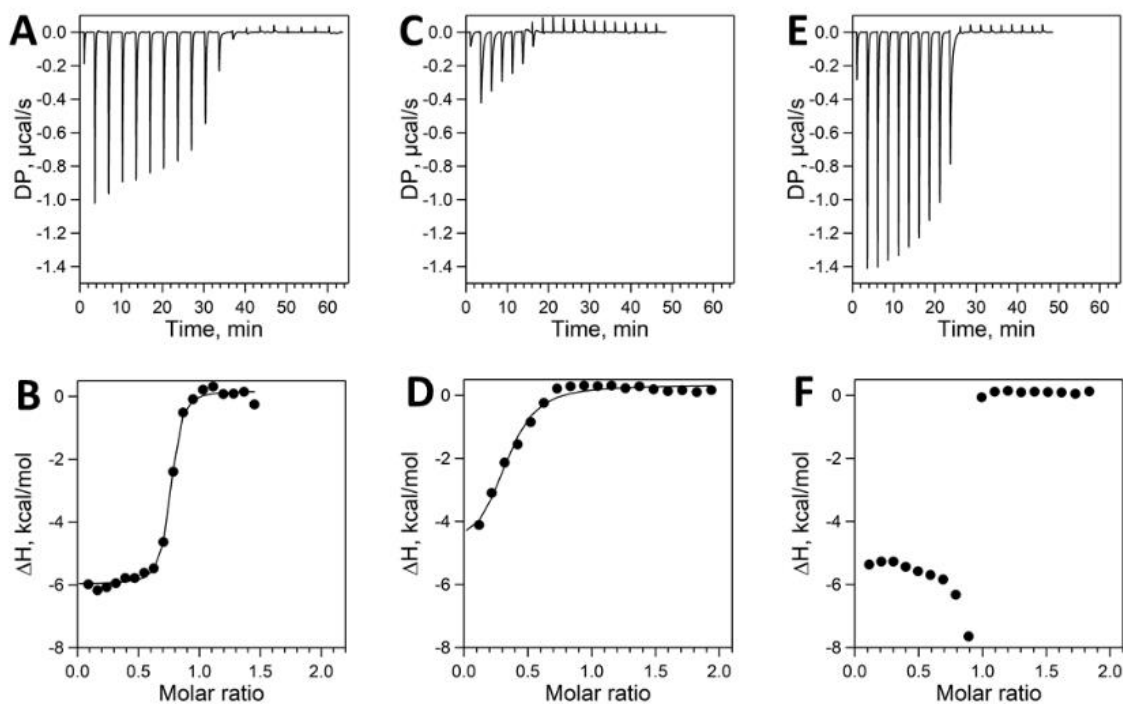 A
DP, µcal/s
0.0
-0.2
-0.4
-0.6
-0.8
-1.0
-1.2
-1.4
0 10 20 30 40 50 60
Time, min
C
DP, µcal/s
0.0
-0.2
-0.4
-0.6
-0.8
-1.0
-1.2
-1.4
0 10 20 30 40 50 60
Time, min
E
DP, µcal/s
0.0
-0.2
-0.4
-0.6
-0.8
-1.0
-1.2
-1.4
0 10 20 30 40 50 60
Time, min
B
ΔH, kcal/mol
0
-2
-4
-6
-8
0.0 0.5 1.0 1.5 2.0
Molar ratio
D
ΔH, kcal/mol
0
-2
-4
-6
-8
0.0 0.5 1.0 1.5 2.0
Molar ratio
F
ΔH, kcal/mol
0
-2
-4
-6
-8
0.0 0.5 1.0 1.5 2.0
Molar ratio